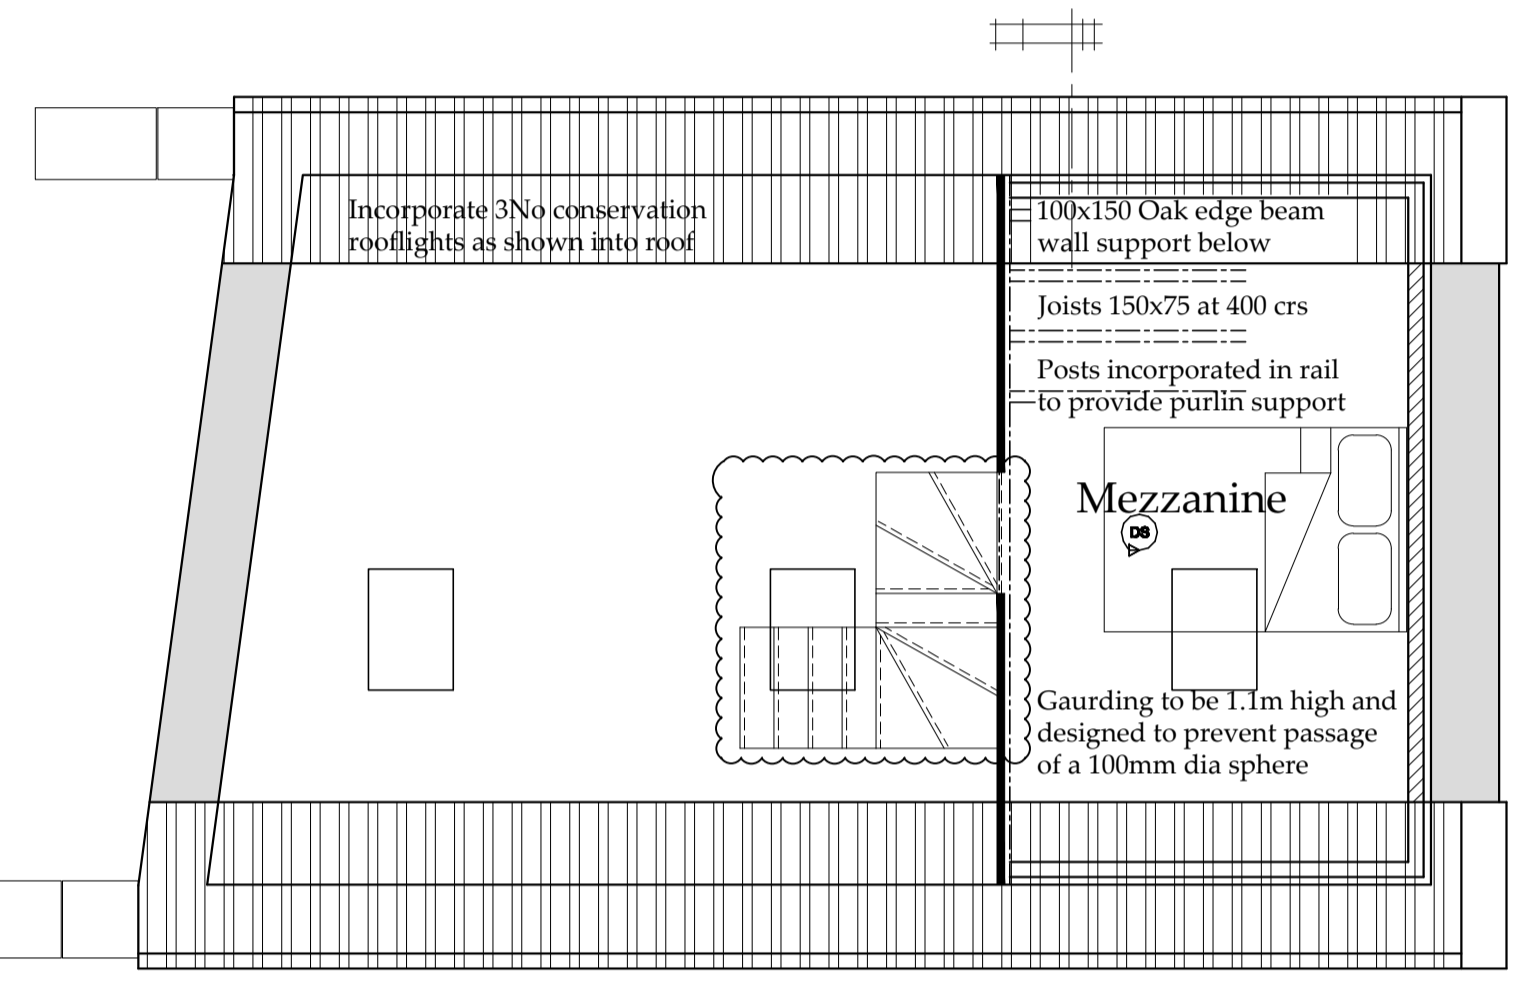 Incorporate 3No conservation
rooflights as shown into roof
100x150 Oak edge beam
wall support below
Joists 150x75 at 400 crs
Posts incorporated in rail
to provide purlin support
Mezzanine
DS
Gaurding to be 1.1m high and
designed to prevent passage
of a 100mm dia sphere